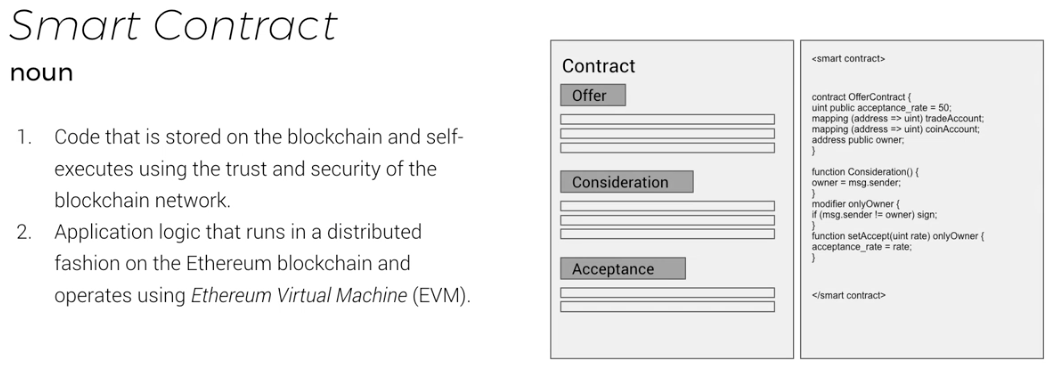 Smart Contract
noun
1. Code that is stored on the blockchain and self-
executes using the trust and security of the
blockchain network.
2. Application logic that runs in a distributed
fashion on the Ethereum blockchain and
operates using Ethereum Virtual Machine (EVM).
Contract
Offer
Consideration
Acceptance
<smart contract>
contract OfferContract {
uint public acceptance_rate = 50;
mapping (address => uint) tradeAccount;
mapping (address => uint) coinAccount;
address public owner;
}
function Consideration() {
owner = msg.sender;
}
modifier onlyOwner {
if (msg.sender != owner) sign;
}
function setAccept(uint rate) onlyOwner {
acceptance_rate = rate;
}
</smart contract>